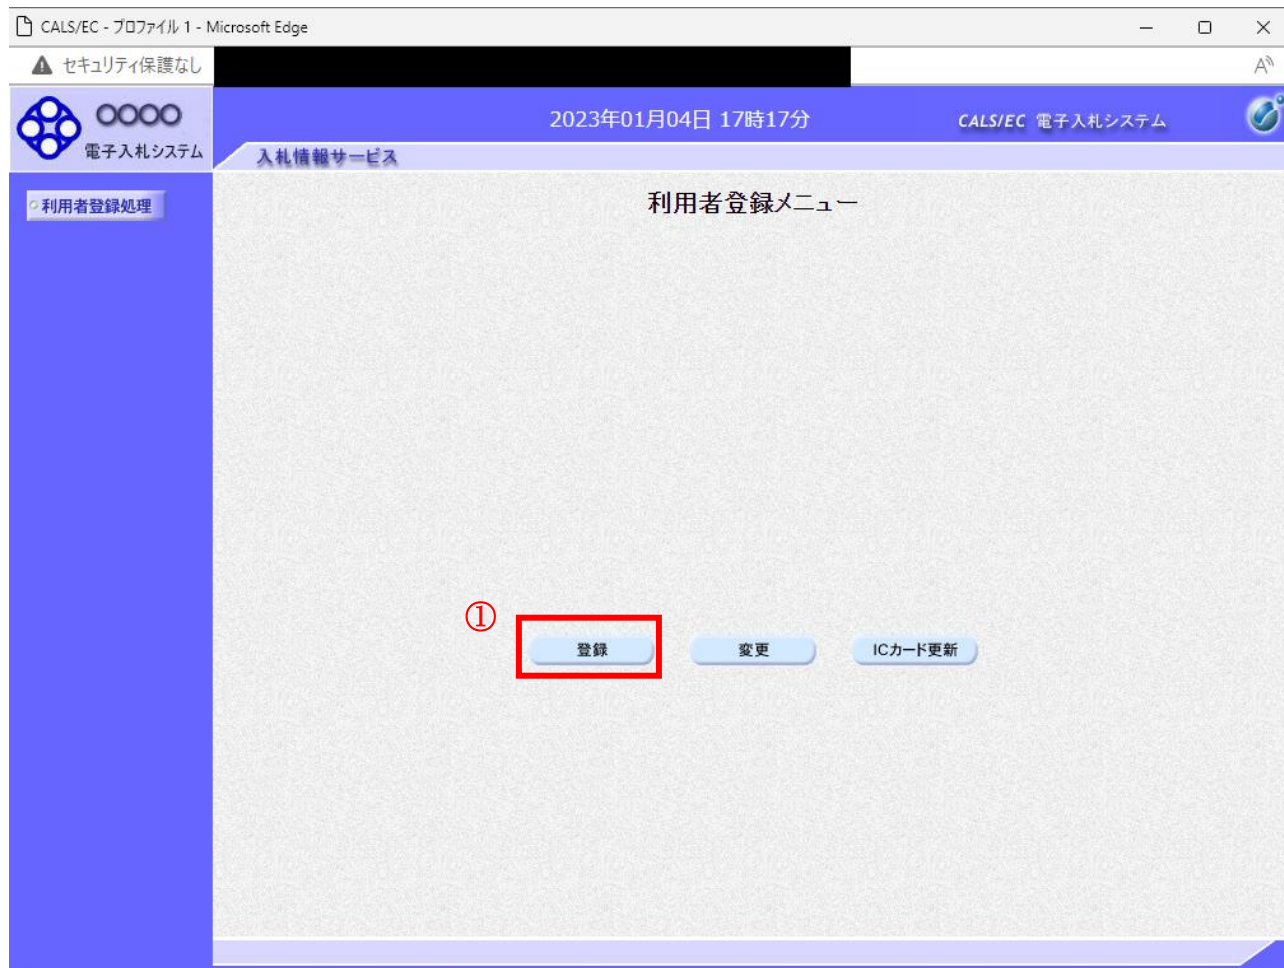 CALS/EC - プロファイル 1 - Microsoft Edge
セキュリティ保護なし
A
〇〇〇〇
電子入札システム
2023年01月04日 17時17分
CALS/EC 電子入札システム
入札情報サービス
利用者登録処理
利用者登録メニュー
①
登録
変更
ICカード更新